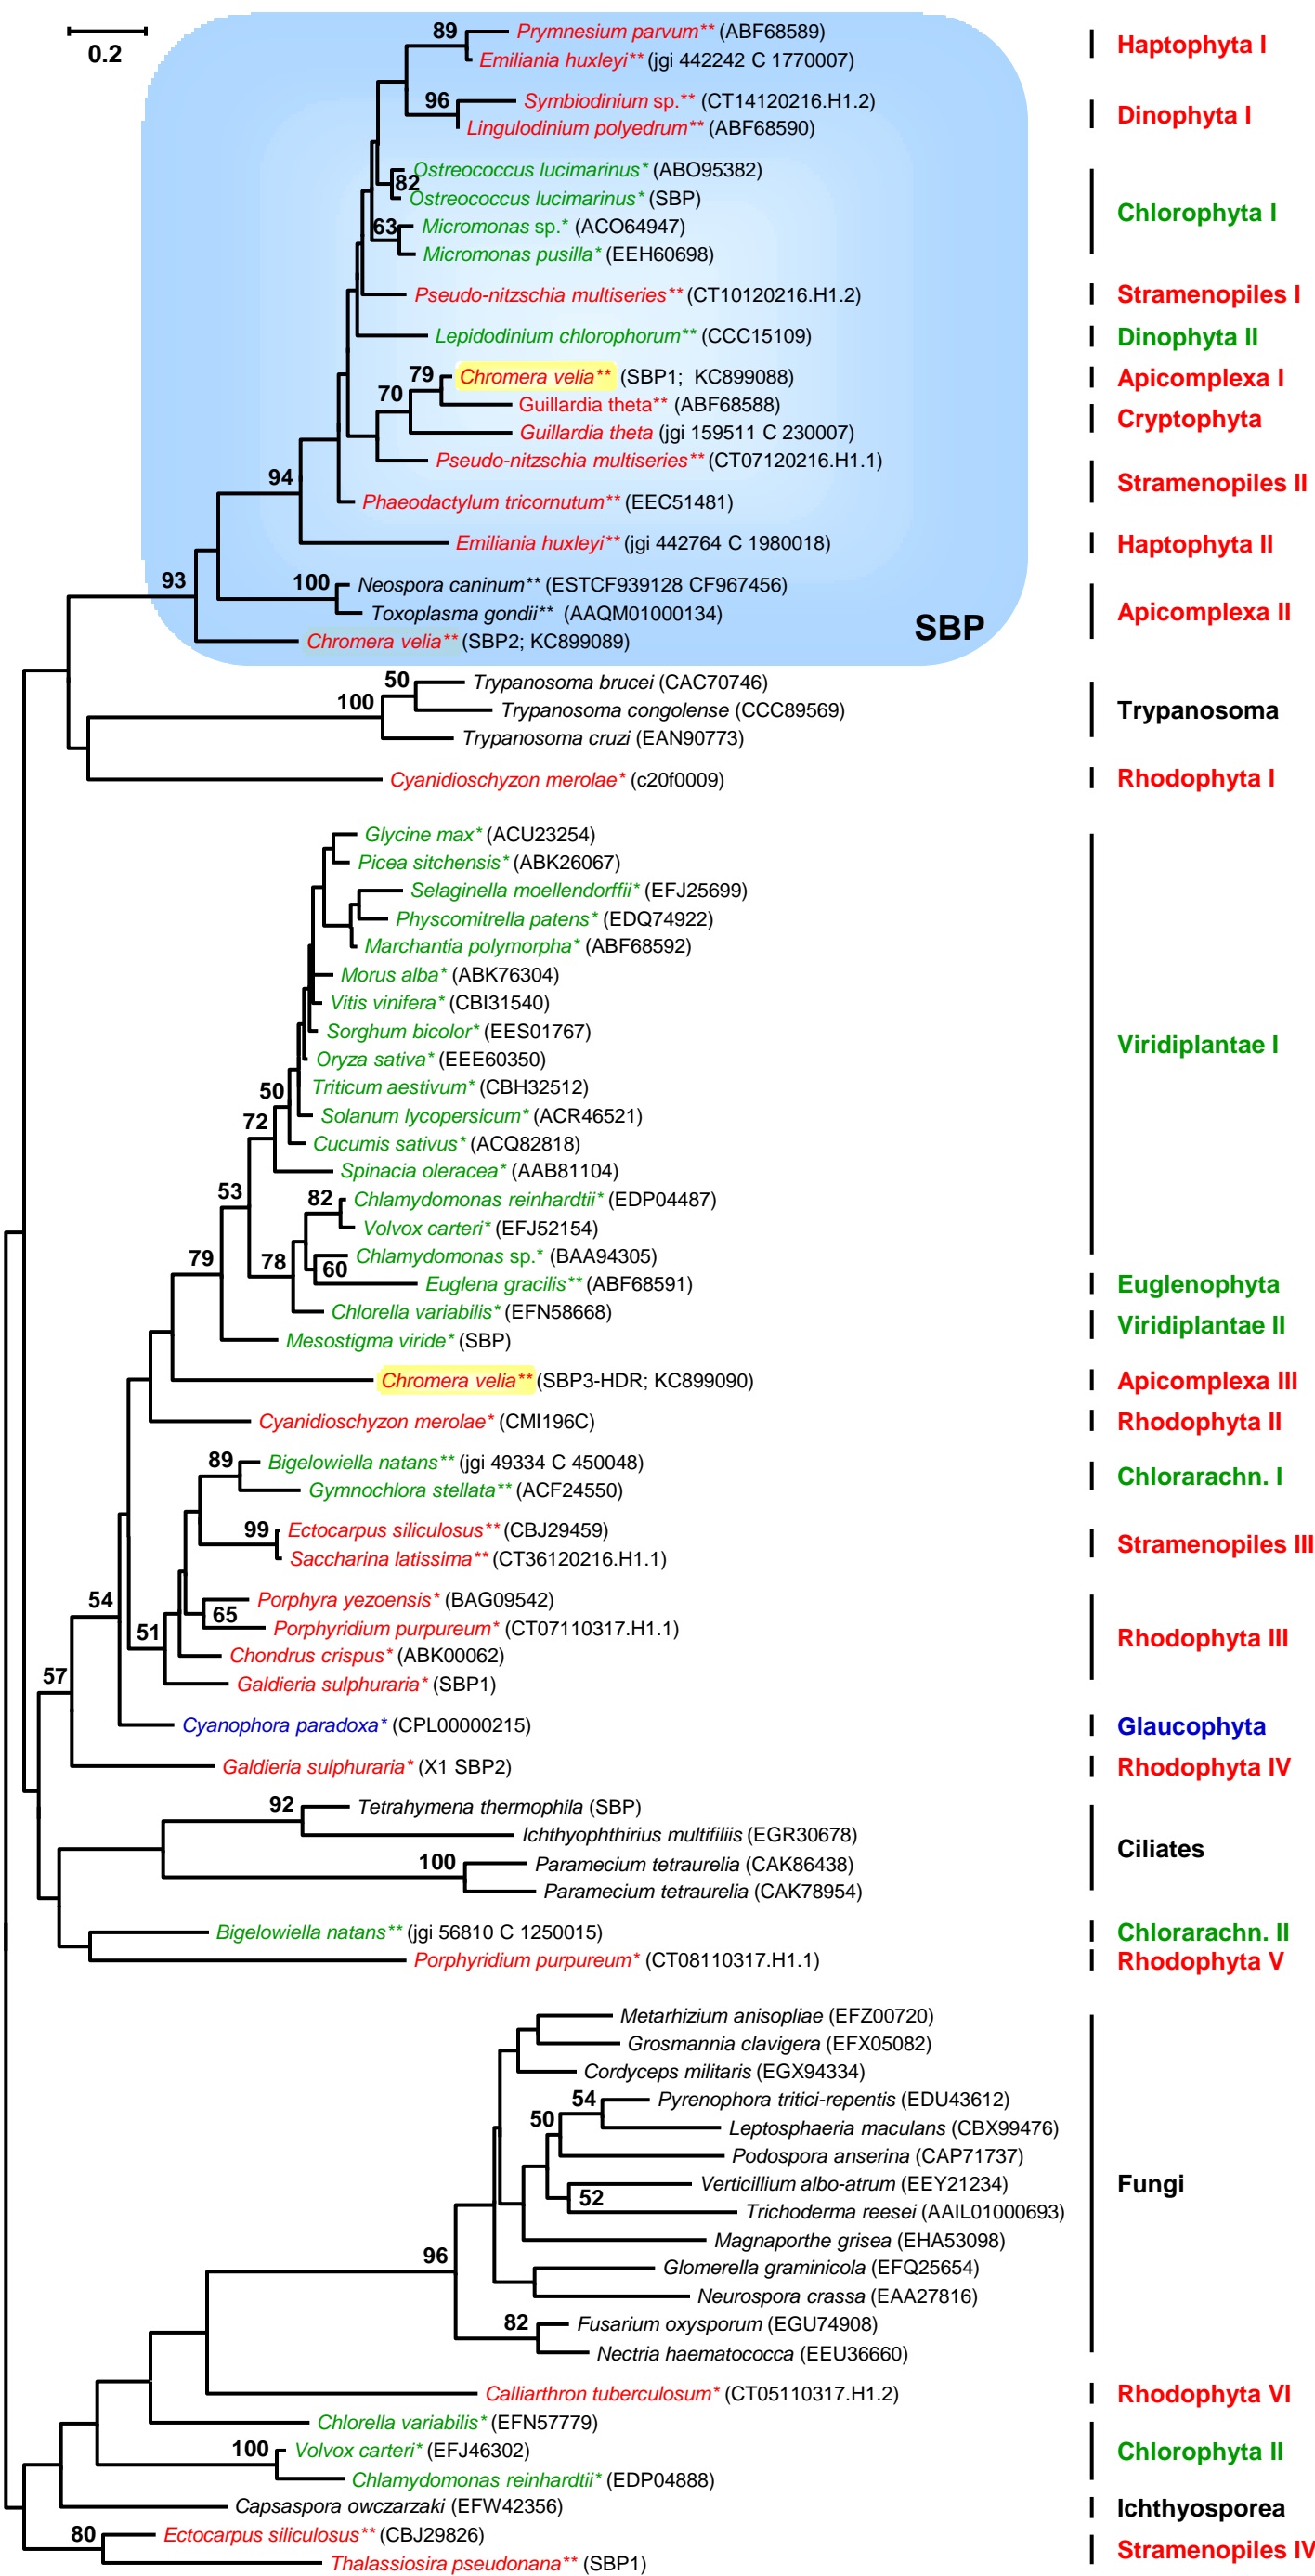 89 Prymnesium parvum** (ABF68589) Haptophyta I
0.2 Emiliania huxleyi** (jgi 442242 C 1770007)
96 Symbiodinium sp.** (CT14120216.H1.2) Dinophyta I
Lingulodinium polyedrum** (ABF68590)
Ostreococcus lucimarinus* (ABO95382)
82 Ostreococcus lucimarinus* (SBP) Chlorophyta I
63 Micromonas sp.* (ACO64947)
Micromonas pusilla* (EEH60698)
Pseudo-nitzschia multiseries** (CT10120216.H1.2) Stramenopiles I
Lepidodinium chlorophorum** (CCC15109) Dinophyta II
79 Chromera velia** (SBP1; KC899088) Apicomplexa I
70 Guillardia theta** (ABF68588) Cryptophyta
Guillardia theta (jgi 159511 C 230007)
Pseudo-nitzschia multiseries** (CT07120216.H1.1) Stramenopiles II
94 Phaeodactylum tricornutum** (EEC51481)
Emiliania huxleyi** (jgi 442764 C 1980018) Haptophyta II
93 100 Neospora caninum** (ESTCF939128 CF967456)
Toxoplasma gondii** (AAQM01000134) Apicomplexa II
Chromera velia** (SBP2; KC899089) SBP
50 Trypanosoma brucei (CAC70746)
100 Trypanosoma congolense (CCC89569) Trypanosoma
Trypanosoma cruzi (EAN90773)
Cyanidioschyzon merolae* (c20f0009) Rhodophyta I
Glycine max* (ACU23254)
Picea sitchensis* (ABK26067)
Selaginella moellendorffii* (EFJ25699)
Physcomitrella patens* (EDQ74922)
Marchantia polymorpha* (ABF68592)
Morus alba* (ABK76304)
Vitis vinifera* (CBI31540)
Sorghum bicolor* (EES01767) Viridiplantae I
Oryza sativa* (EEE60350)
50 Triticum aestivum* (CBH32512)
72 Solanum lycopersicum* (ACR46521)
Cucumis sativus* (ACQ82818)
Spinacia oleracea* (AAB81104)
53 82 Chlamydomonas reinhardtii* (EDP04487)
Volvox carteri* (EFJ52154)
79 78 Chlamydomonas sp.* (BAA94305)
60 Euglena gracilis** (ABF68591) Euglenophyta
Chlorella variabilis* (EFN58668) Viridiplantae II
Mesostigma viride* (SBP)
Chromera velia** (SBP3-HDR; KC899090) Apicomplexa III
Cyanidioschyzon merolae* (CMI196C) Rhodophyta II
89 Bigelowiella natans** (jgi 49334 C 450048) Chlorarachn. I
Gymnochlora stellata** (ACF24550)
99 Ectocarpus siliculosus** (CBJ29459) Stramenopiles III
Saccharina latissima** (CT36120216.H1.1)
54 Porphyra yezoensis* (BAG09542)
51 65 Porphyridium purpureum* (CT07110317.H1.1) Rhodophyta III
Chondrus crispus* (ABK00062)
57 Galdieria sulphuraria* (SBP1)
Cyanophora paradoxa* (CPL00000215) Glaucophyta
Galdieria sulphuraria* (X1 SBP2) Rhodophyta IV
92 Tetrahymena thermophila (SBP)
Ichthyophthirius multifiliis (EGR30678) Ciliates
100 Paramecium tetraurelia (CAK86438)
Paramecium tetraurelia (CAK78954)
Bigelowiella natans** (jgi 56810 C 1250015) Chlorarachn. II
Porphyridium purpureum* (CT08110317.H1.1) Rhodophyta V
Metarhizium anisopliae (EFZ00720)
Grosmannia clavigera (EFX05082)
Cordyceps militaris (EGX94334)
54 Pyrenophora tritici-repentis (EDU43612)
50 Leptosphaeria maculans (CBX99476)
Podospora anserina (CAP71737)
Verticillium albo-atrum (EEY21234) Fungi
52 Trichoderma reesei (AAIL01000693)
Magnaporthe grisea (EHA53098)
96 Glomerella graminicola (EFQ25654)
Neurospora crassa (EAA27816)
82 Fusarium oxysporum (EGU74908)
Nectria haematococca (EEU36660)
Calliarthron tuberculosum* (CT05110317.H1.2) Rhodophyta VI
Chlorella variabilis* (EFN57779)
100 Volvox carteri* (EFJ46302) Chlorophyta II
Chlamydomonas reinhardtii* (EDP04888)
Capsaspora owczarzaki (EFW42356) Ichthyosporea
80 Ectocarpus siliculosus** (CBJ29826) Stramenopiles IV
Thalassiosira pseudonana** (SBP1)